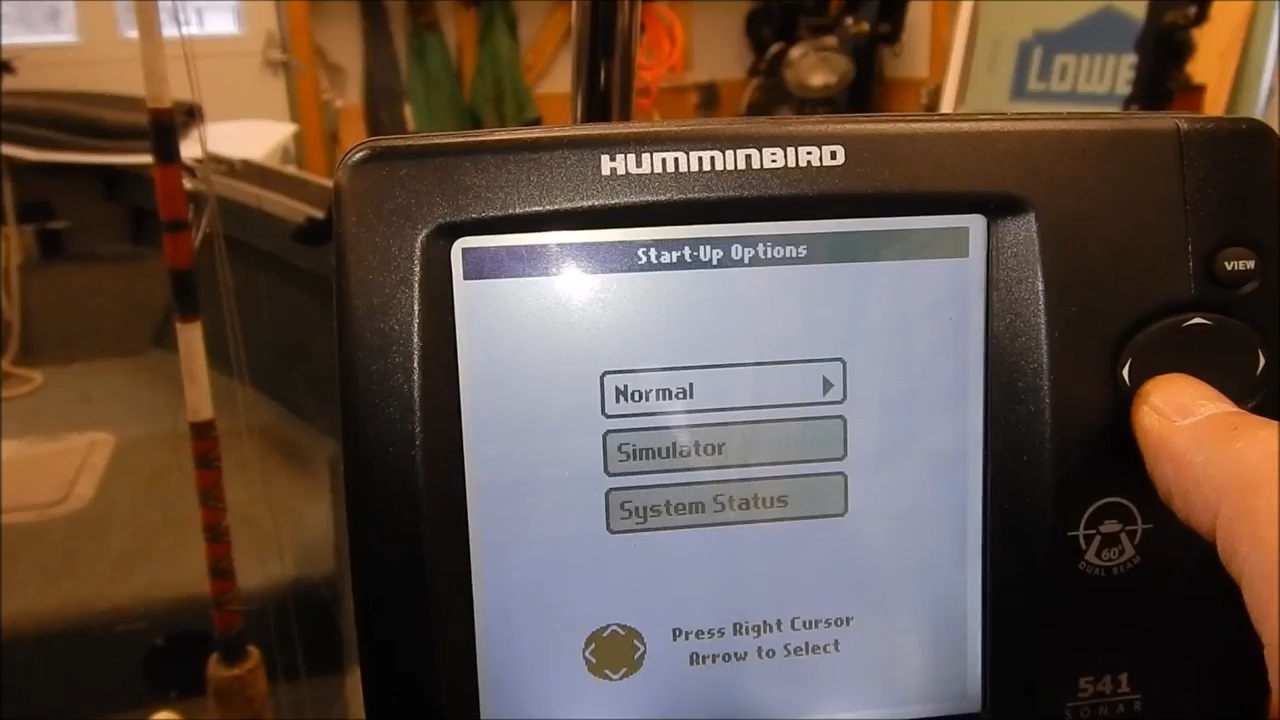 LOWE
HUMMINBIRD
Start-Up Options
VIEW
Normal
Simulator
System Status
60°
DUAL BEAM
Press Right Cursor
Arrow to Select
541
SONAR